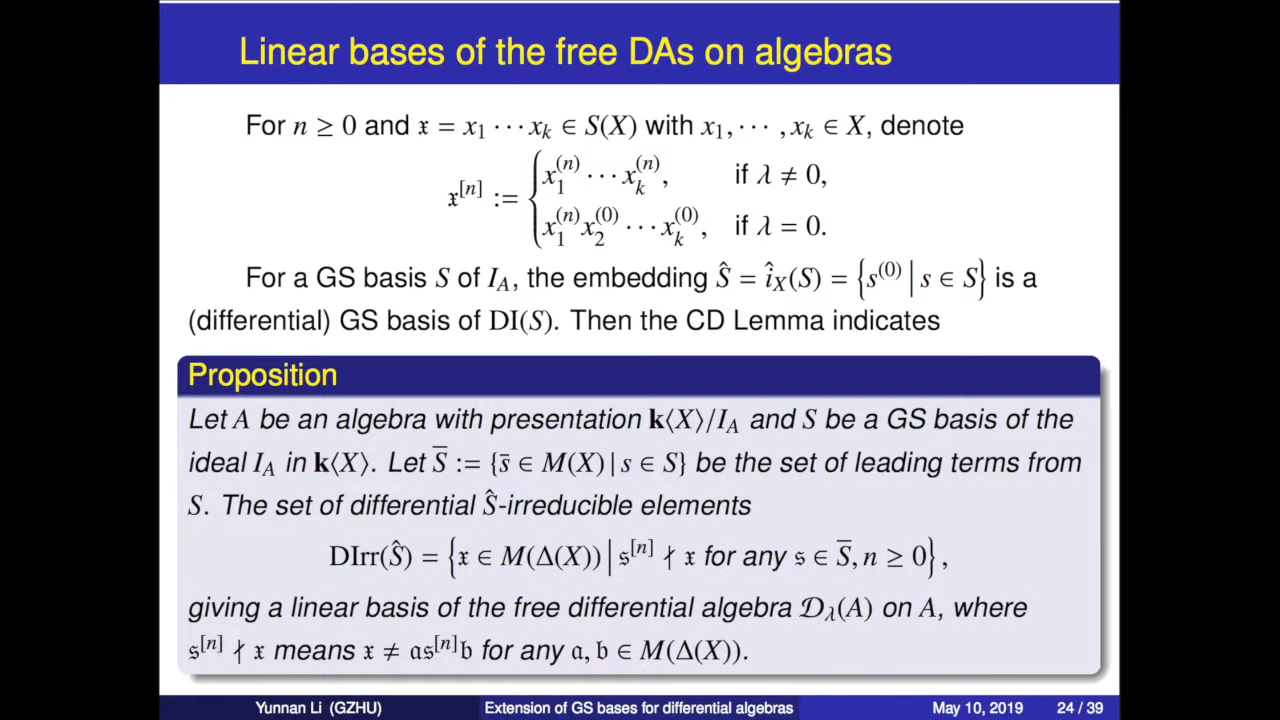 Linear bases of the free DAs on algebras
For n ≥ 0 and 𝔵 = x₁ ⋯ xₖ ∈ S(X) with x₁, ⋯ , xₖ ∈ X, denote
𝔵^[n] := { x₁^(n) ⋯ xₖ^(n), if λ ≠ 0,
x₁^(n) x₂^(0) ⋯ xₖ^(0), if λ = 0.
For a GS basis S of I_A, the embedding Ŝ = î_X(S) = {s^(0) | s ∈ S} is a
(differential) GS basis of DI(S). Then the CD Lemma indicates
Proposition
Let A be an algebra with presentation k⟨X⟩/I_A and S be a GS basis of the
ideal I_A in k⟨X⟩. Let S̅ := {s̅ ∈ M(X) | s ∈ S} be the set of leading terms from
S. The set of differential Ŝ-irreducible elements
DIrr(Ŝ) = {𝔵 ∈ M(Δ(X)) | 𝔰^[n] ∤ 𝔵 for any 𝔰 ∈ S̅, n ≥ 0},
giving a linear basis of the free differential algebra 𝒟_λ(A) on A, where
𝔰^[n] ∤ 𝔵 means 𝔵 ≠ 𝔞𝔰^[n]𝔟 for any 𝔞, 𝔟 ∈ M(Δ(X)).
Yunnan Li (GZHU) Extension of GS bases for differential algebras May 10, 2019 24 / 39